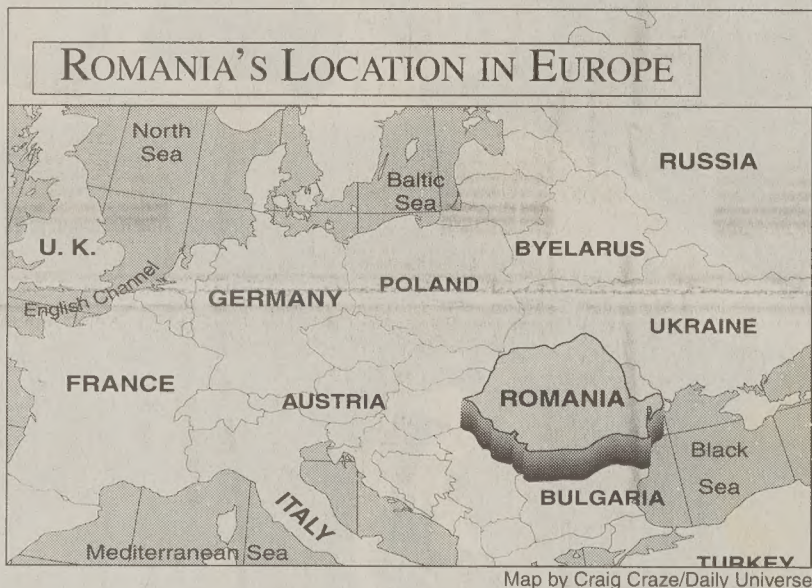 ROMANIA'S LOCATION IN EUROPE
North
Sea
RUSSIA
Baltic
Sea
U. K.
BYELARUS
English Channel
GERMANY
POLAND
UKRAINE
FRANCE
AUSTRIA
ROMANIA
Black
Sea
BULGARIA
ITALY
Mediterranean Sea
TURKEY
Map by Craig Craze/Daily Universe